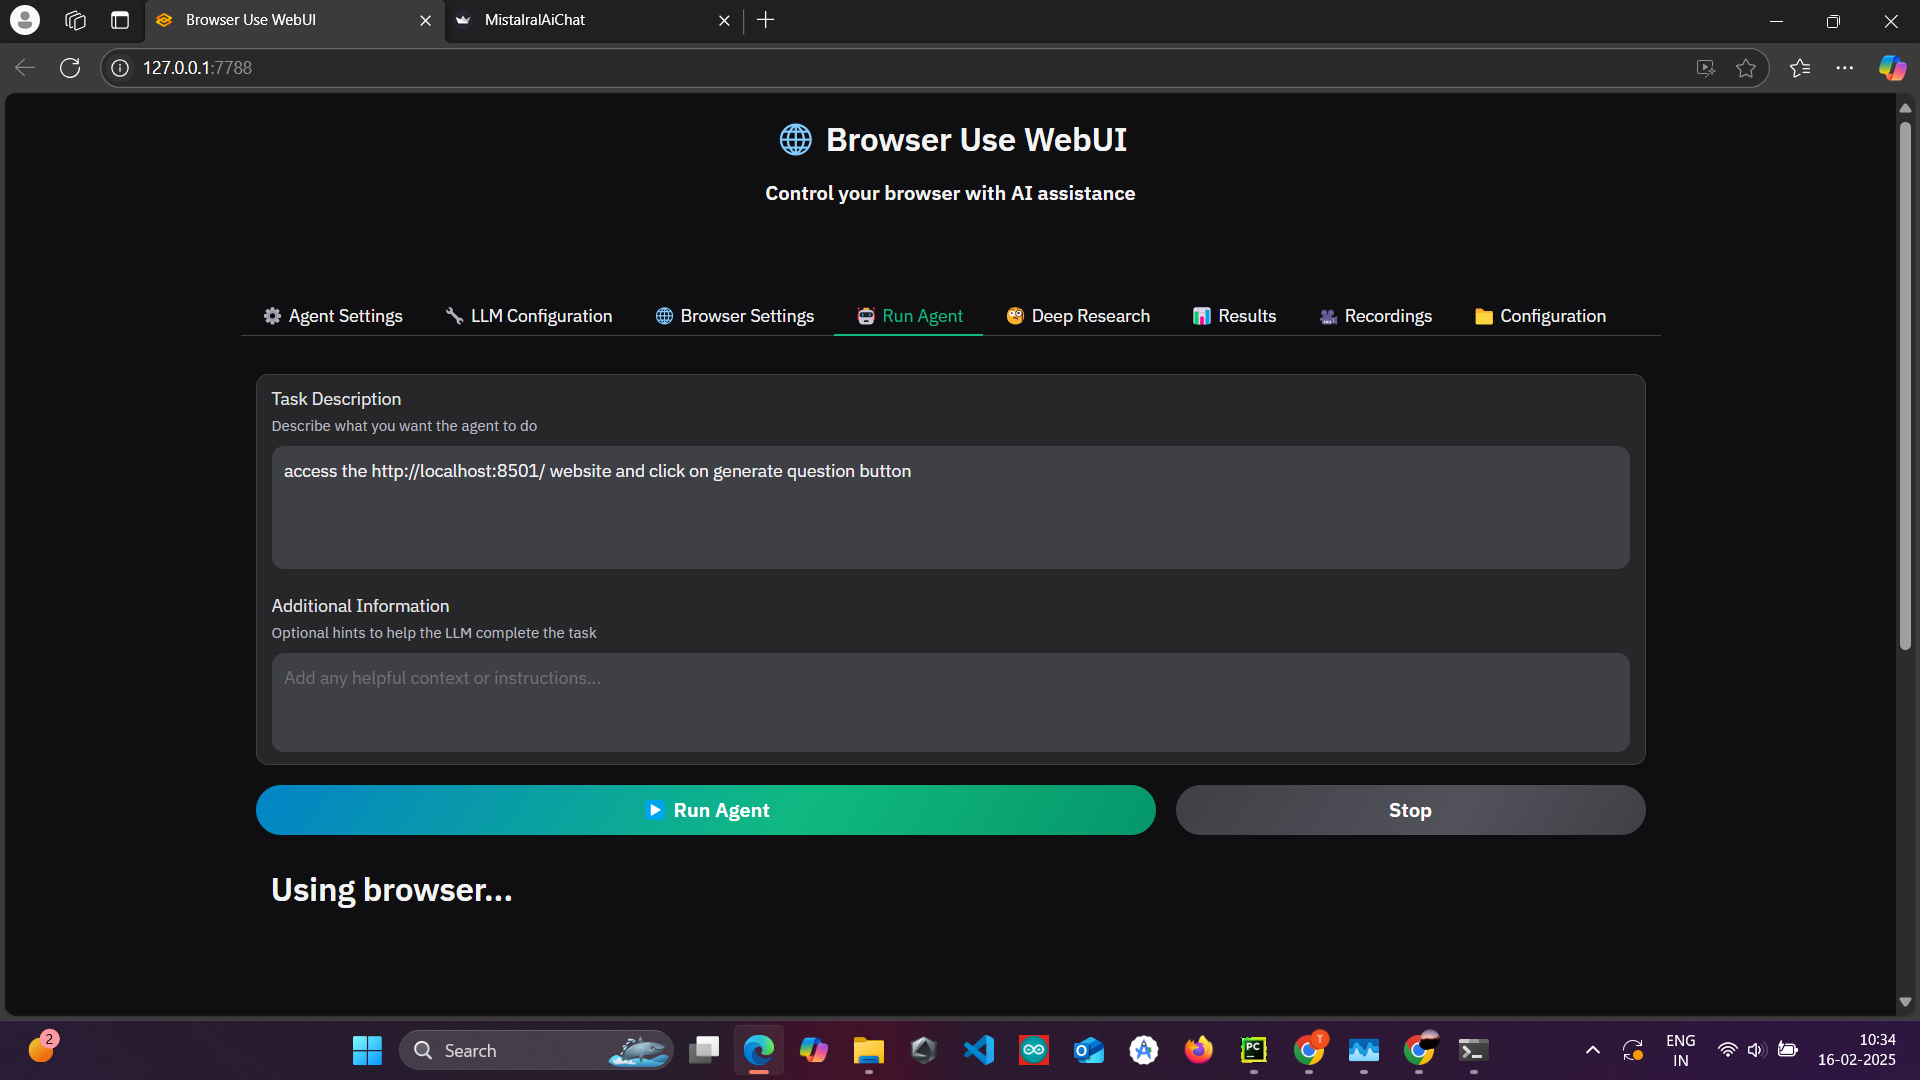 Browser Use WebUI
MistalralAiChat
127.0.0.1:7788
Browser Use WebUI
Control your browser with AI assistance
Agent Settings
LLM Configuration
Browser Settings
Run Agent
Deep Research
Results
Recordings
Configuration
Task Description
Describe what you want the agent to do
access the http://localhost:8501/ website and click on generate question button
Additional Information
Optional hints to help the LLM complete the task
Add any helpful context or instructions...
Run Agent
Stop
Using browser...
2
Search
PC
T
ENG
IN
10:34
16-02-2025